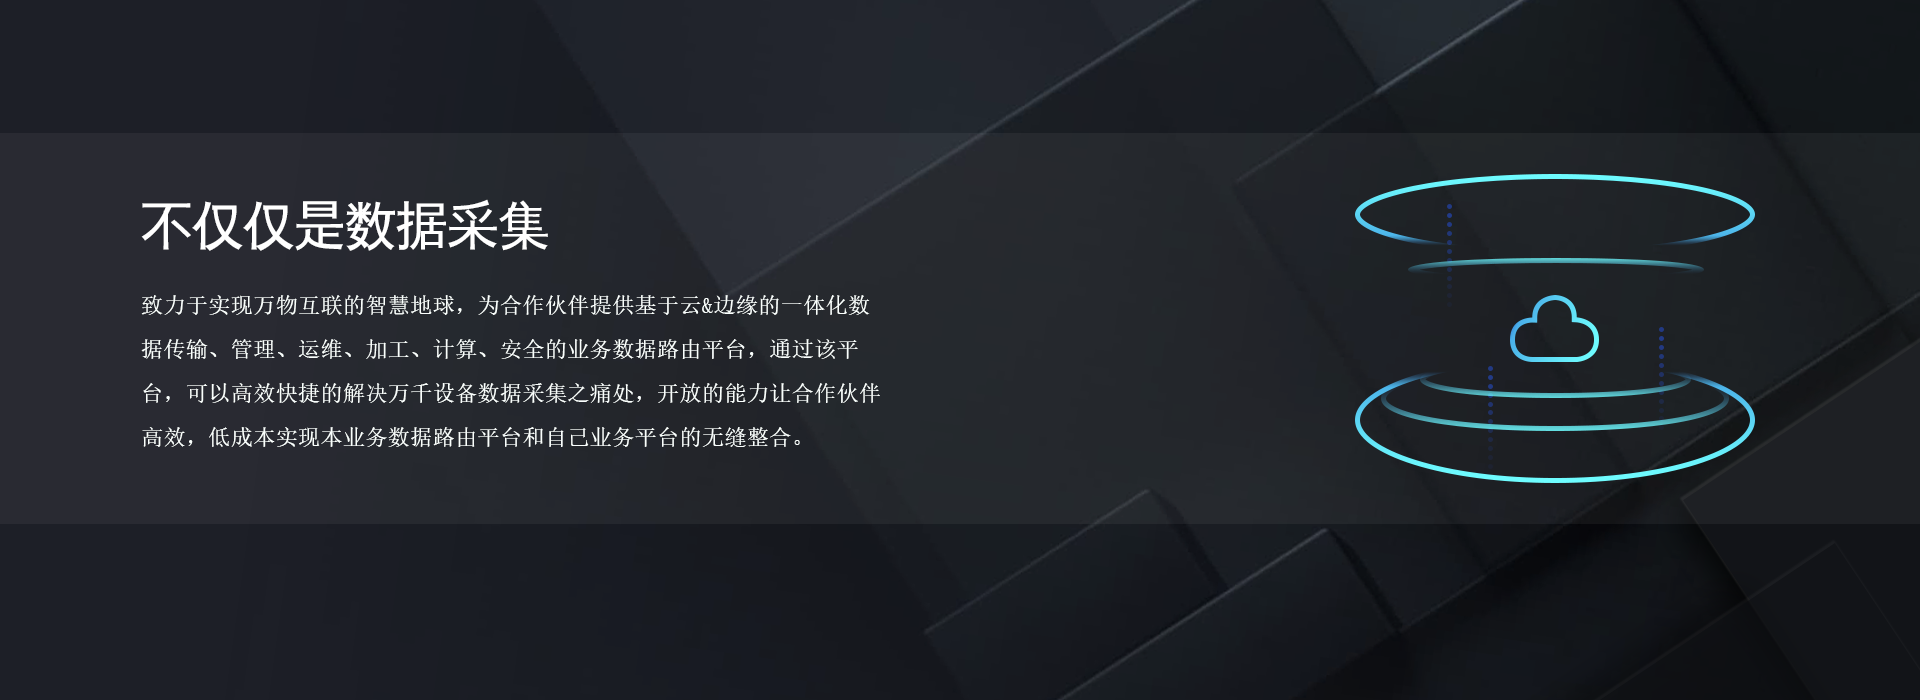 不仅仅是数据采集
致力于实现万物互联的智慧地球，为合作伙伴提供基于云&边缘的一体化数
据传输、管理、运维、加工、计算、安全的业务数据路由平台，通过该平
台，可以高效快捷的解决万千设备数据采集之痛处，开放的能力让合作伙伴
高效，低成本实现本业务数据路由平台和自己业务平台的无缝整合。